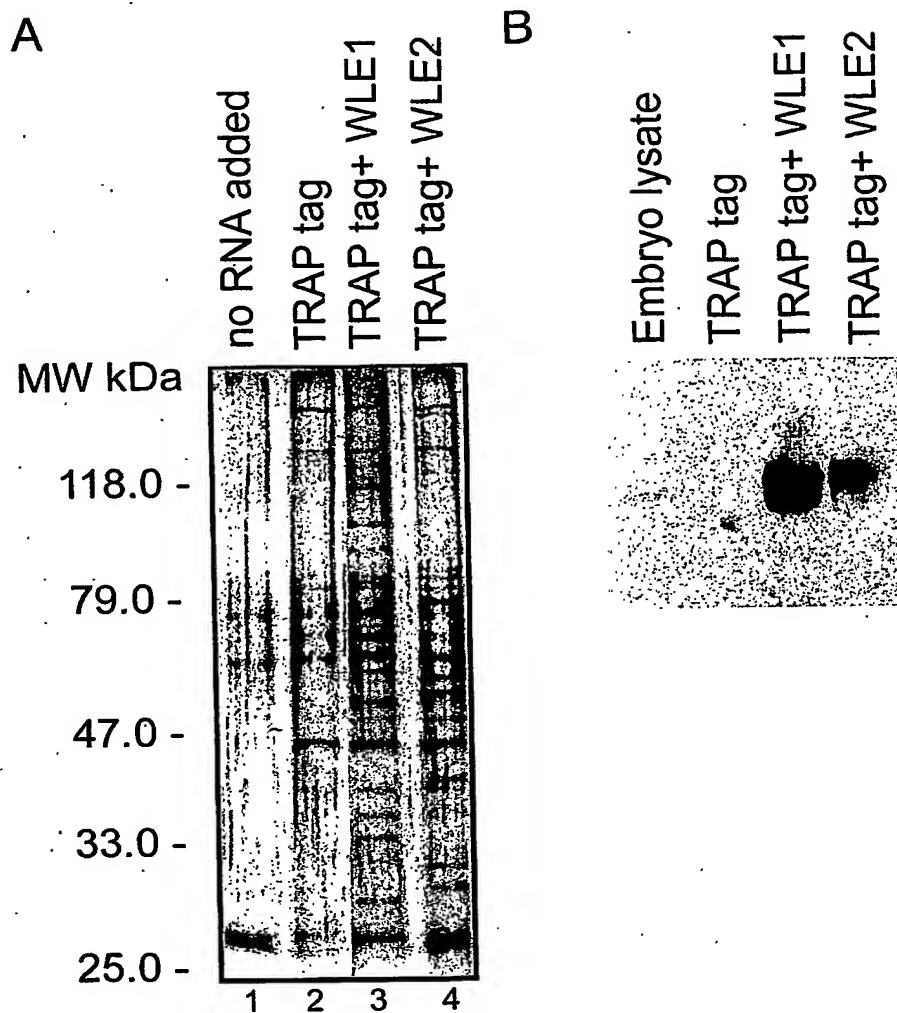 A
no RNA added
TRAP tag
TRAP tag+ WLE1
TRAP tag+ WLE2
MW kDa
118.0 -
79.0 -
47.0 -
33.0 -
25.0 -
1 2 3 4
B
Embryo lysate
TRAP tag
TRAP tag+ WLE1
TRAP tag+ WLE2